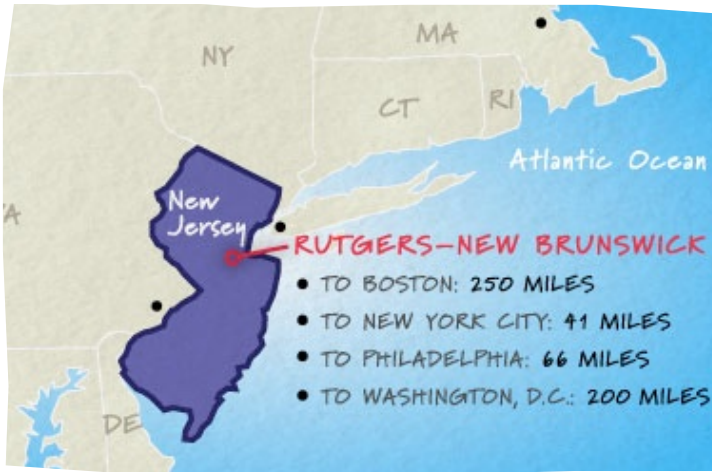 NY
MA
CT
RI
Atlantic Ocean
A
New
Jersey
RUTGERS–NEW BRUNSWICK
• TO BOSTON: 250 MILES
• TO NEW YORK CITY: 41 MILES
• TO PHILADELPHIA: 66 MILES
• TO WASHINGTON, D.C.: 200 MILES
DE